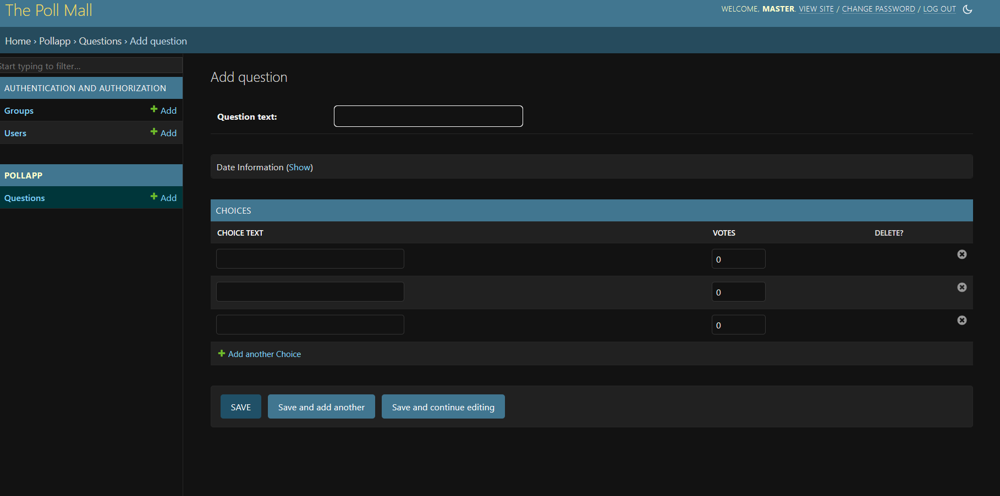 The Poll Mall
WELCOME, MASTER. VIEW SITE / CHANGE PASSWORD / LOG OUT
Home › Pollapp › Questions › Add question
Start typing to filter...
AUTHENTICATION AND AUTHORIZATION
Groups
Add
Users
Add
POLLAPP
Questions
Add
Add question
Question text:
Date Information (Show)
CHOICES
CHOICE TEXT VOTES DELETE?
0
0
0
Add another Choice
SAVE
Save and add another
Save and continue editing